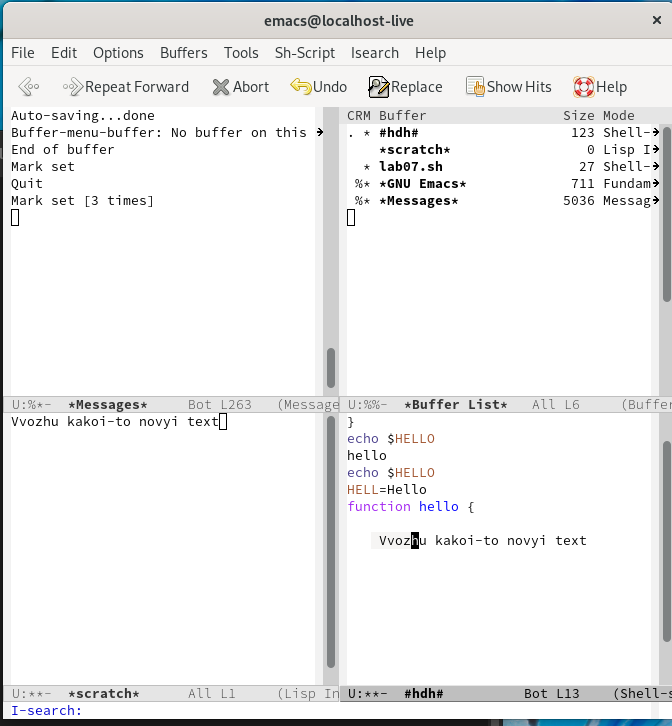 emacs@localhost-live ×
File Edit Options Buffers Tools Sh-Script Isearch Help
Repeat Forward Abort Undo Replace Show Hits Help
Auto-saving...done
Buffer-menu-buffer: No buffer on this
End of buffer
Mark set
Quit
Mark set [3 times]
U:%*- *Messages* Bot L263 (Message
CRM Buffer Size Mode
. * #hdh# 123 Shell-
*scratch* 0 Lisp I
* lab07.sh 27 Shell-
%* *GNU Emacs* 711 Fundam
%* *Messages* 5036 Messag
U:%%- *Buffer List* All L6 (Buffer
Vvozhu kakoi-to novyi text
U:**- *scratch* All L1 (Lisp In
}
echo $HELLO
hello
echo $HELLO
HELL=Hello
function hello {
Vvozhu kakoi-to novyi text
U:**- #hdh# Bot L13 (Shell-s
I-search: